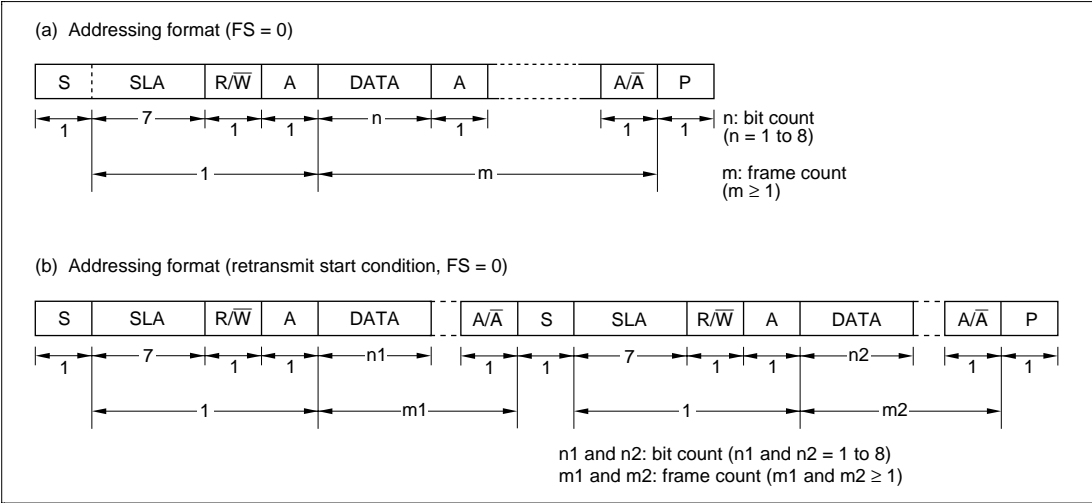 (a) Addressing format (FS = 0)
S SLA R/W̅ A DATA A A/A̅ P
1 7 1 1 n 1 1 1
n: bit count
(n = 1 to 8)
1 m
m: frame count
(m ≥ 1)
(b) Addressing format (retransmit start condition, FS = 0)
S SLA R/W̅ A DATA A/A̅ S SLA R/W̅ A DATA A/A̅ P
1 7 1 1 n1 1 1 7 1 1 n2 1 1
1 m1 1 m2
n1 and n2: bit count (n1 and n2 = 1 to 8)
m1 and m2: frame count (m1 and m2 ≥ 1)